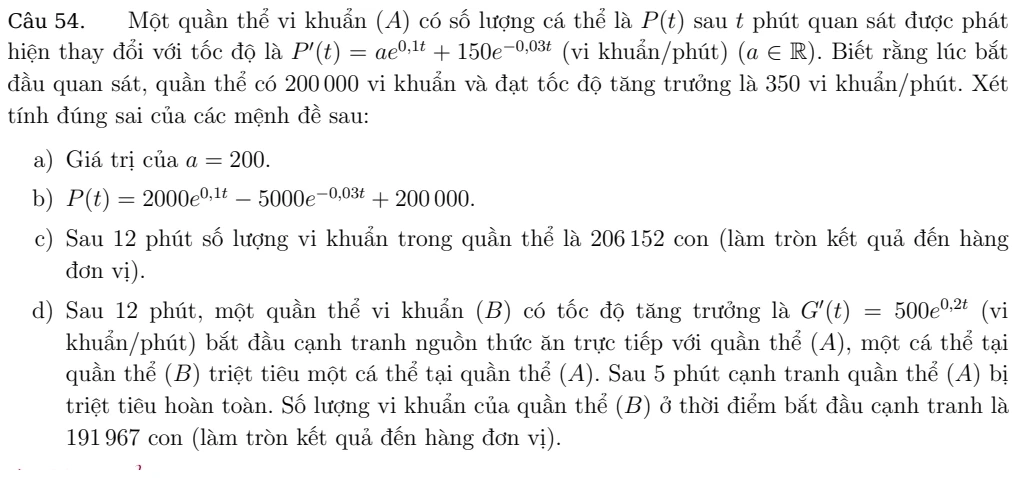 Câu 54. Một quần thể vi khuẩn (A) có số lượng cá thể là P(t) sau t phút quan sát được phát
hiện thay đổi với tốc độ là P′(t) = ae^{0,1t} + 150e^{−0,03t} (vi khuẩn/phút) (a ∈ ℝ). Biết rằng lúc bắt
đầu quan sát, quần thể có 200 000 vi khuẩn và đạt tốc độ tăng trưởng là 350 vi khuẩn/phút. Xét
tính đúng sai của các mệnh đề sau:
a) Giá trị của a = 200.
b) P(t) = 2000e^{0,1t} − 5000e^{−0,03t} + 200 000.
c) Sau 12 phút số lượng vi khuẩn trong quần thể là 206 152 con (làm tròn kết quả đến hàng
đơn vị).
d) Sau 12 phút, một quần thể vi khuẩn (B) có tốc độ tăng trưởng là G′(t) = 500e^{0,2t} (vi
khuẩn/phút) bắt đầu cạnh tranh nguồn thức ăn trực tiếp với quần thể (A), một cá thể tại
quần thể (B) triệt tiêu một cá thể tại quần thể (A). Sau 5 phút cạnh tranh quần thể (A) bị
triệt tiêu hoàn toàn. Số lượng vi khuẩn của quần thể (B) ở thời điểm bắt đầu cạnh tranh là
191 967 con (làm tròn kết quả đến hàng đơn vị).